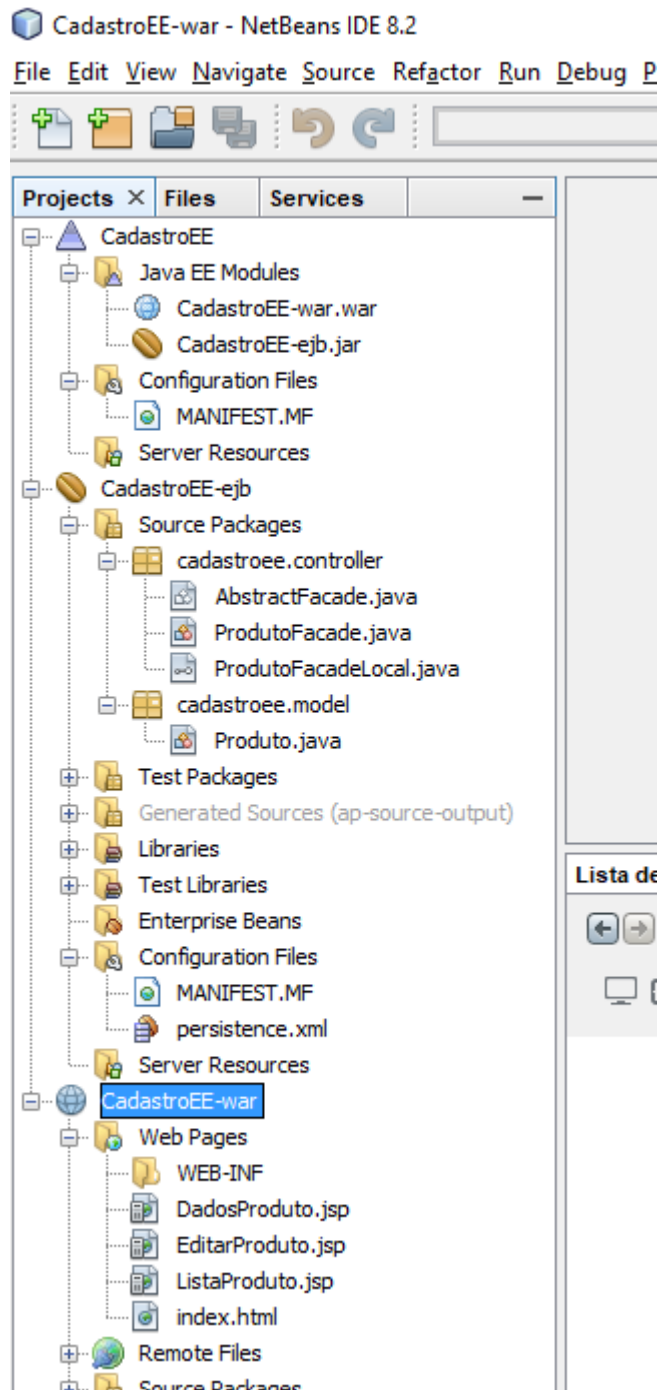 CadastroEE-war - NetBeans IDE 8.2
File Edit View Navigate Source Refactor Run Debug P
Projects × Files Services
CadastroEE
Java EE Modules
CadastroEE-war.war
CadastroEE-ejb.jar
Configuration Files
MANIFEST.MF
Server Resources
CadastroEE-ejb
Source Packages
cadastroee.controller
AbstractFacade.java
ProdutoFacade.java
ProdutoFacadeLocal.java
cadastroee.model
Produto.java
Test Packages
Generated Sources (ap-source-output)
Libraries
Lista de
Test Libraries
Enterprise Beans
Configuration Files
MANIFEST.MF
persistence.xml
Server Resources
CadastroEE-war
Web Pages
WEB-INF
DadosProduto.jsp
EditarProduto.jsp
ListaProduto.jsp
index.html
Remote Files
Source Packages